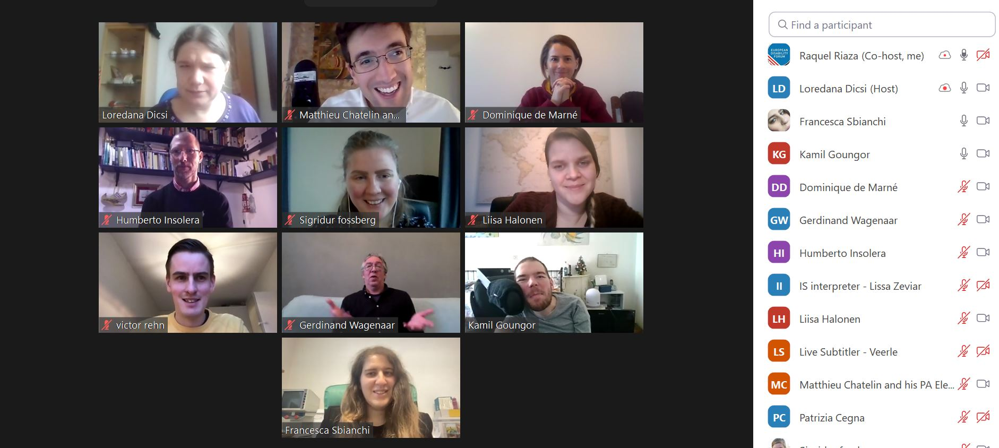 Loredana Dicsi
Matthieu Chatelin an...
Dominique de Marné
Humberto Insolera
Sigridur fossberg
Liisa Halonen
victor rehn
Gerdinand Wagenaar
Kamil Goungor
Francesca Sbianchi
Find a participant
EUROPEAN
DISABILITY
FORUM
Raquel Riaza (Co-host, me)
LD Loredana Dicsi (Host)
Francesca Sbianchi
KG Kamil Goungor
DD Dominique de Marné
GW Gerdinand Wagenaar
HI Humberto Insolera
II IS interpreter - Lissa Zeviar
LH Liisa Halonen
LS Live Subtitler - Veerle
MC Matthieu Chatelin and his PA Ele...
PC Patrizia Cegna